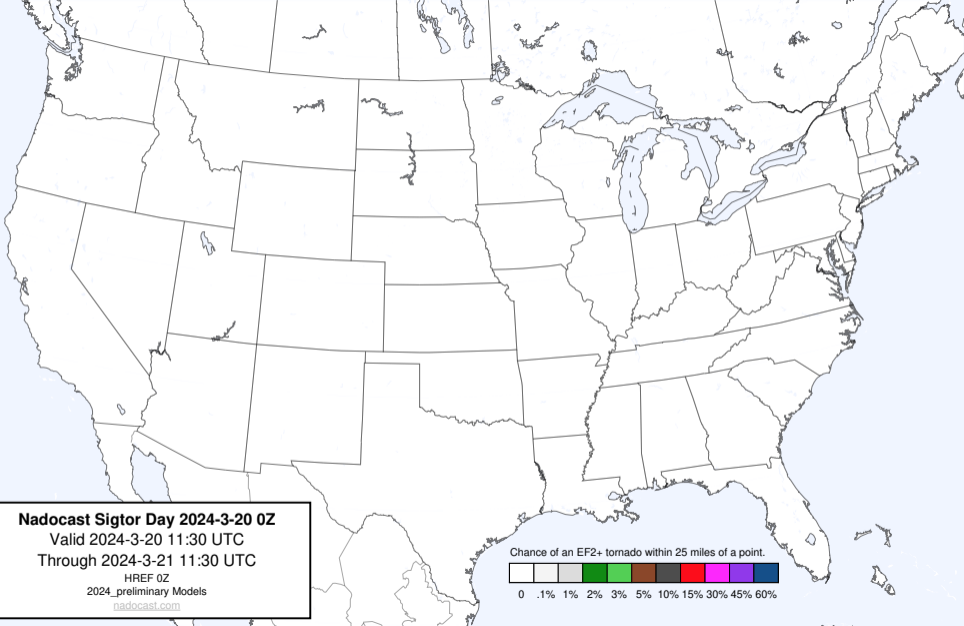 Nadocast Sigtor Day 2024-3-20 0Z
Valid 2024-3-20 11:30 UTC
Through 2024-3-21 11:30 UTC
HREF 0Z
2024_preliminary Models
nadocast.com
Chance of an EF2+ tornado within 25 miles of a point.
0 .1% 1% 2% 3% 5% 10% 15% 30% 45% 60%